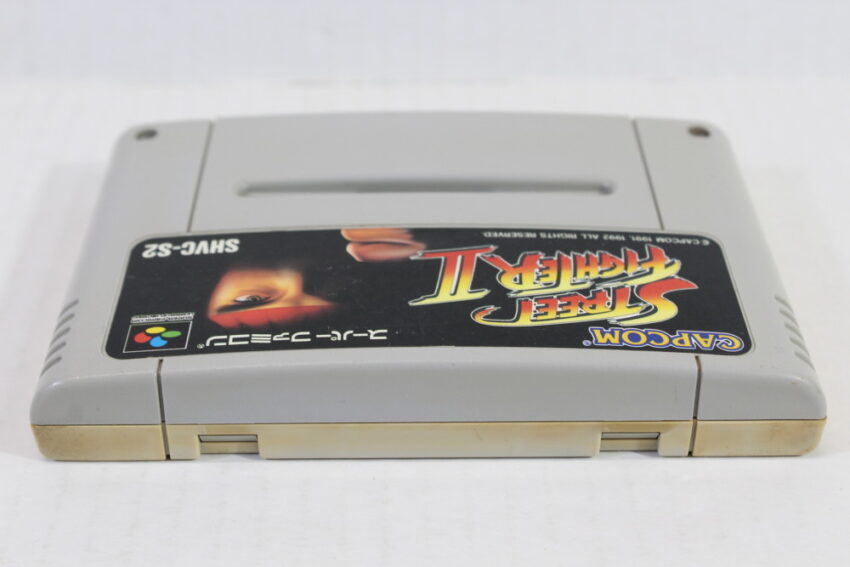 CAPCOM
STREET
FIGHTER II
© CAPCOM 1991, 1992 ALL RIGHTS RESERVED.
スーパー ファミコン®
SHVC-S2